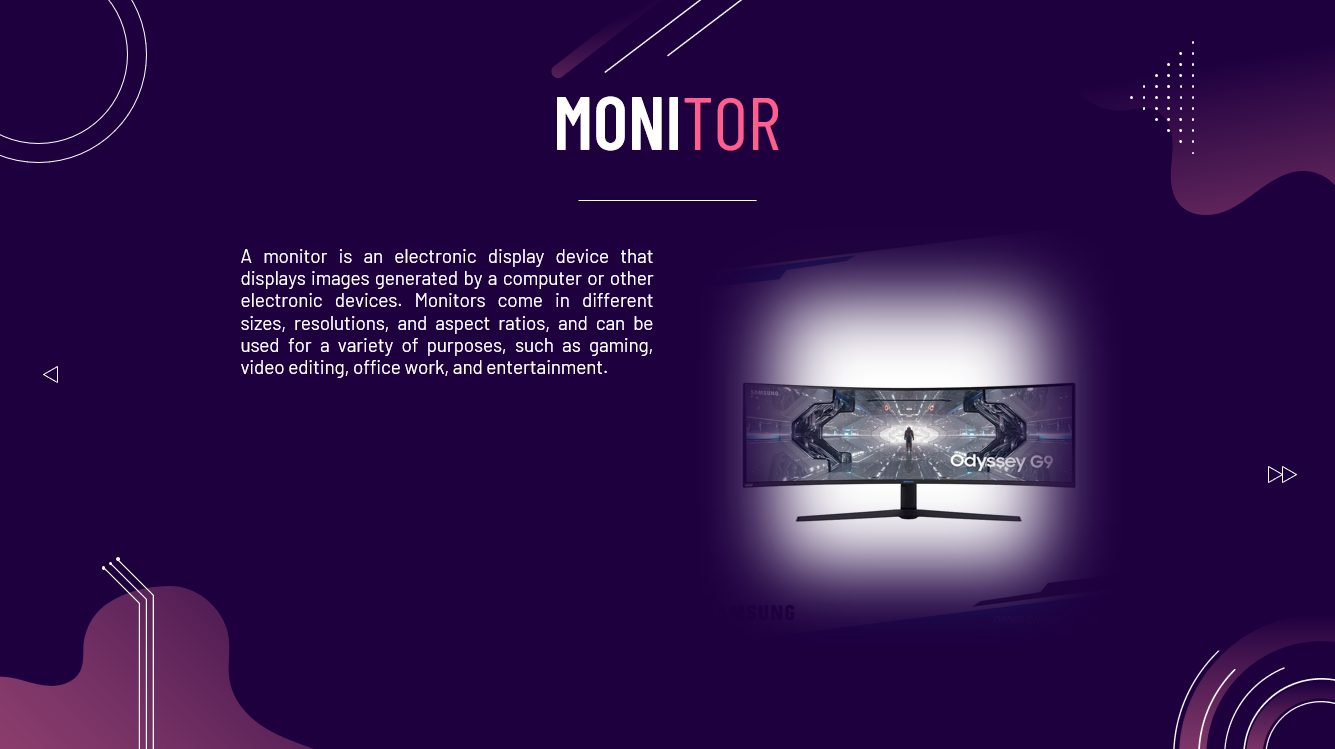 MONITOR
A monitor is an electronic display device that
displays images generated by a computer or other
electronic devices. Monitors come in different
sizes, resolutions, and aspect ratios, and can be
used for a variety of purposes, such as gaming,
video editing, office work, and entertainment.
SAMSUNG
Odyssey G9